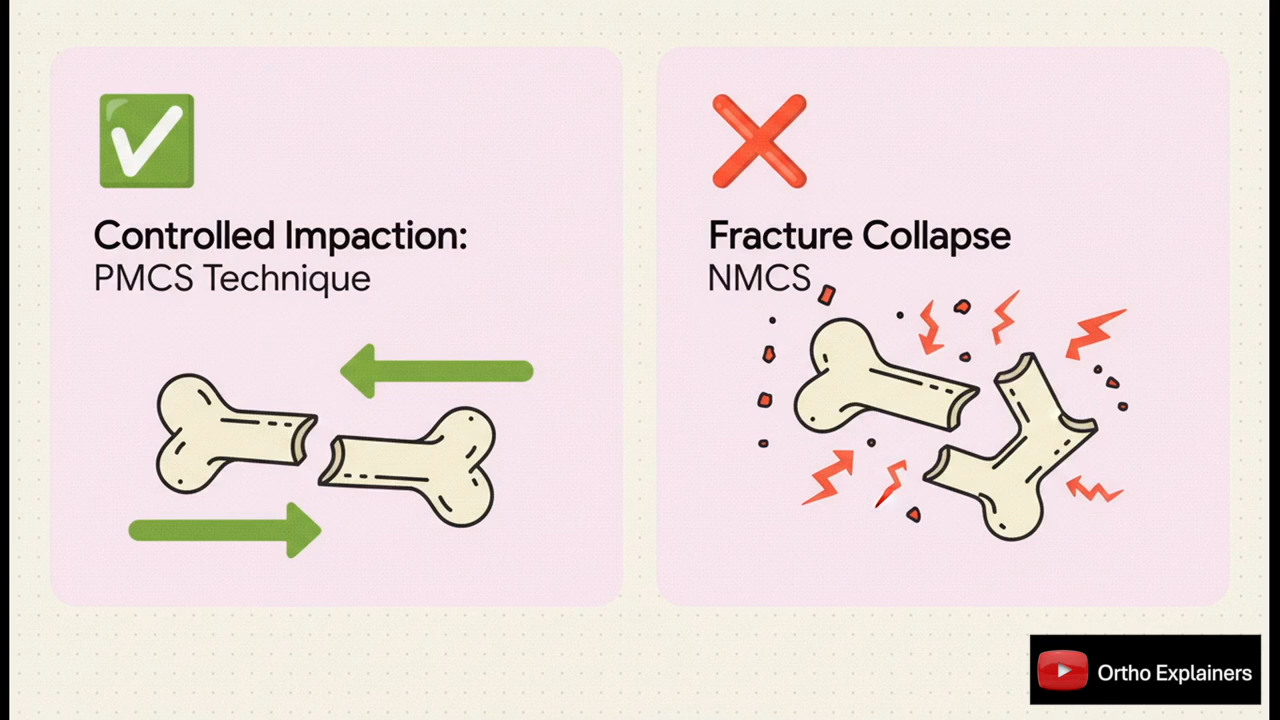 Controlled Impaction:
PMCS Technique
Fracture Collapse
NMCS
Ortho Explainers